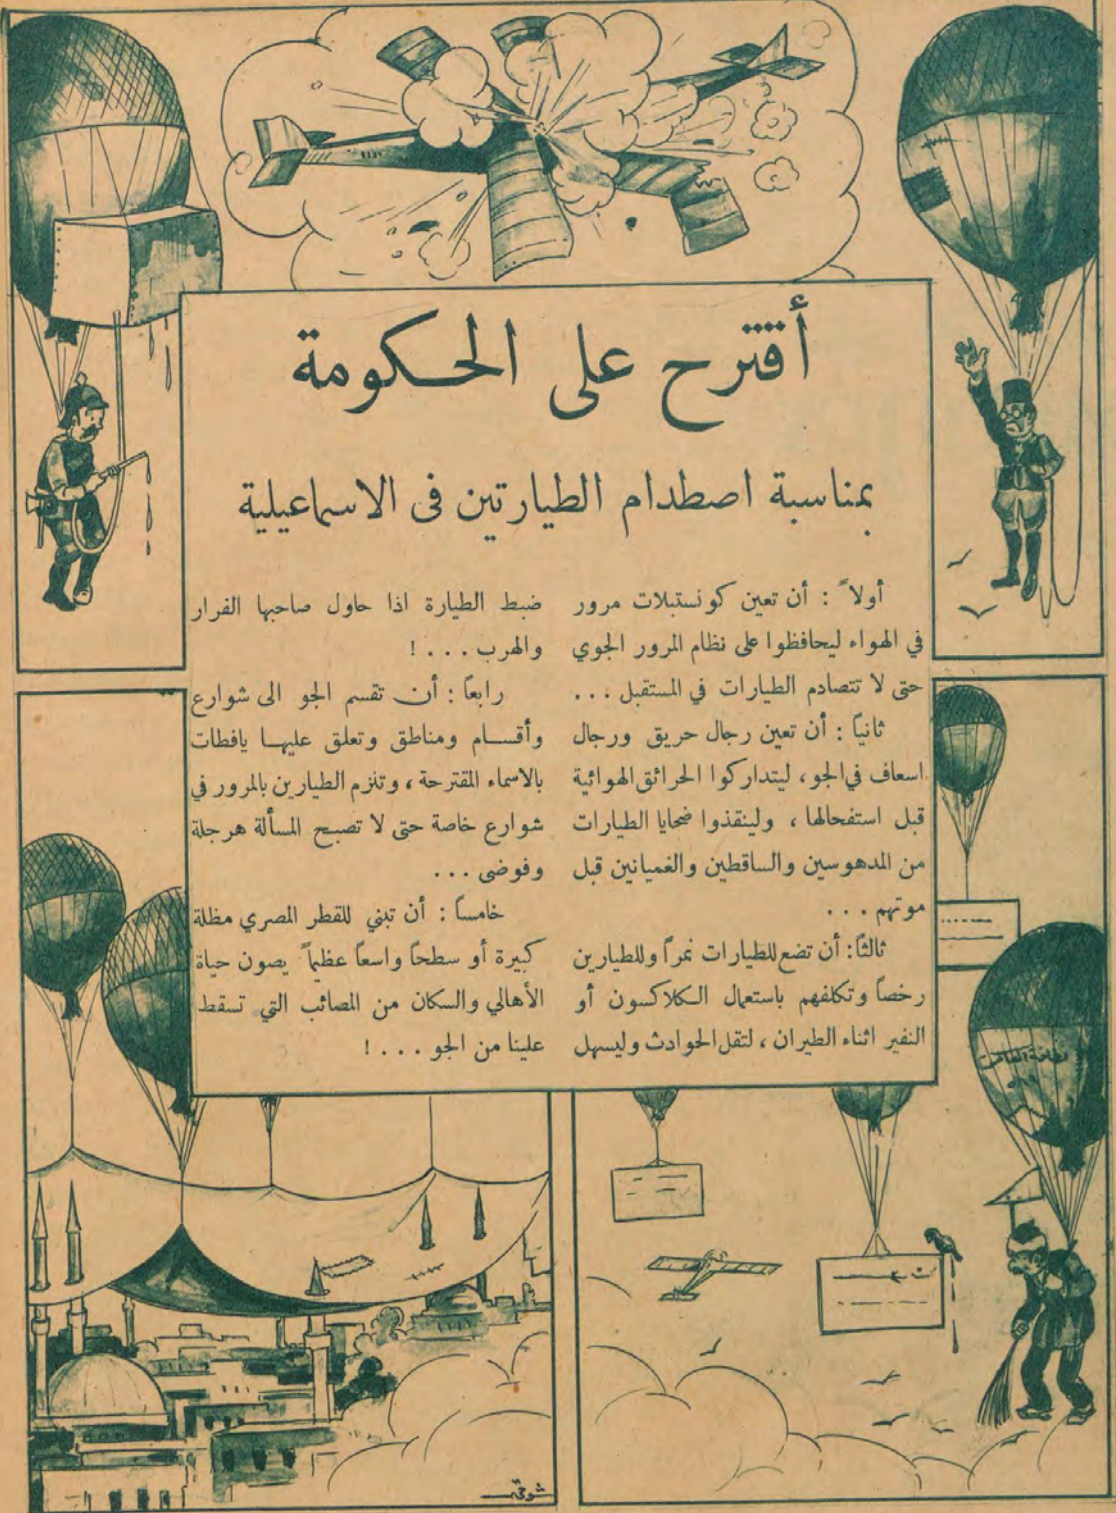 أقترح على الحكومة
بمناسبة اصطدام الطيارتين فى الاسماعيلية
أولاً : أن تعين كونستبلات مرور
في الهواء ليحافظوا على نظام المرور الجوي
حتى لا تتصادم الطيارات في المستقبل ...
ثانياً : أن تعين رجال حريق ورجال
اسعاف في الجو ، ليتداركوا الحرائق الهوائية
قبل استفحالها ، ولينقذوا ضحايا الطيارات
من المدهوسين والساقطين والغميانين قبل
موتهم ...
ثالثاً : أن تضع للطيارات نمراً وللطيارين
رخصاً وتكلفهم باستعمال الكلاكسون أو
النفير اثناء الطيران ، لتقل الحوادث وليسهل
ضبط الطيارة اذا حاول صاحبها الفرار
والهرب ... !
رابعاً : أن تقسم الجو الى شوارع
وأقسام ومناطق وتعلق عليها يافطات
بالاسماء المقترحة ، وتلزم الطيارين بالمرور في
شوارع خاصة حتى لا تصبح المسألة هرجلة
وفوضى ...
خامساً : أن تبني للقطر المصري مظلة
كبيرة أو سطحاً واسعاً عظيماً يصون حياة
الأهالي والسكان من المصائب التي تسقط
علينا من الجو ... !
شوقي